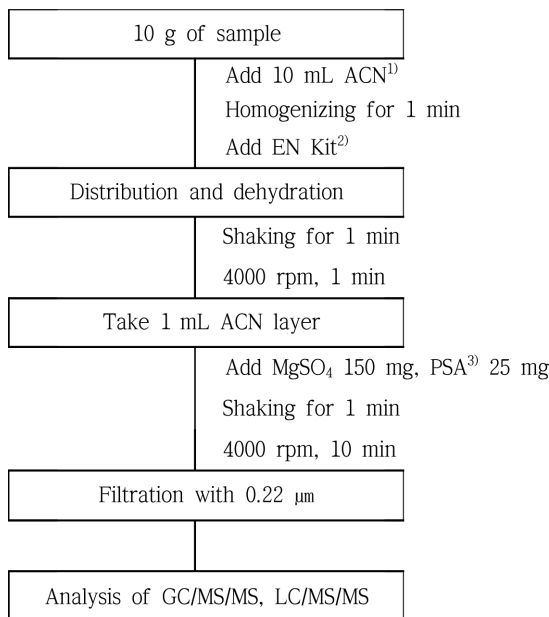 10 g of sample
Add 10 mL ACN¹⁾
Homogenizing for 1 min
Add EN Kit²⁾
Distribution and dehydration
Shaking for 1 min
4000 rpm, 1 min
Take 1 mL ACN layer
Add MgSO₄ 150 mg, PSA³⁾ 25 mg
Shaking for 1 min
4000 rpm, 10 min
Filtration with 0.22 ㎛
Analysis of GC/MS/MS, LC/MS/MS